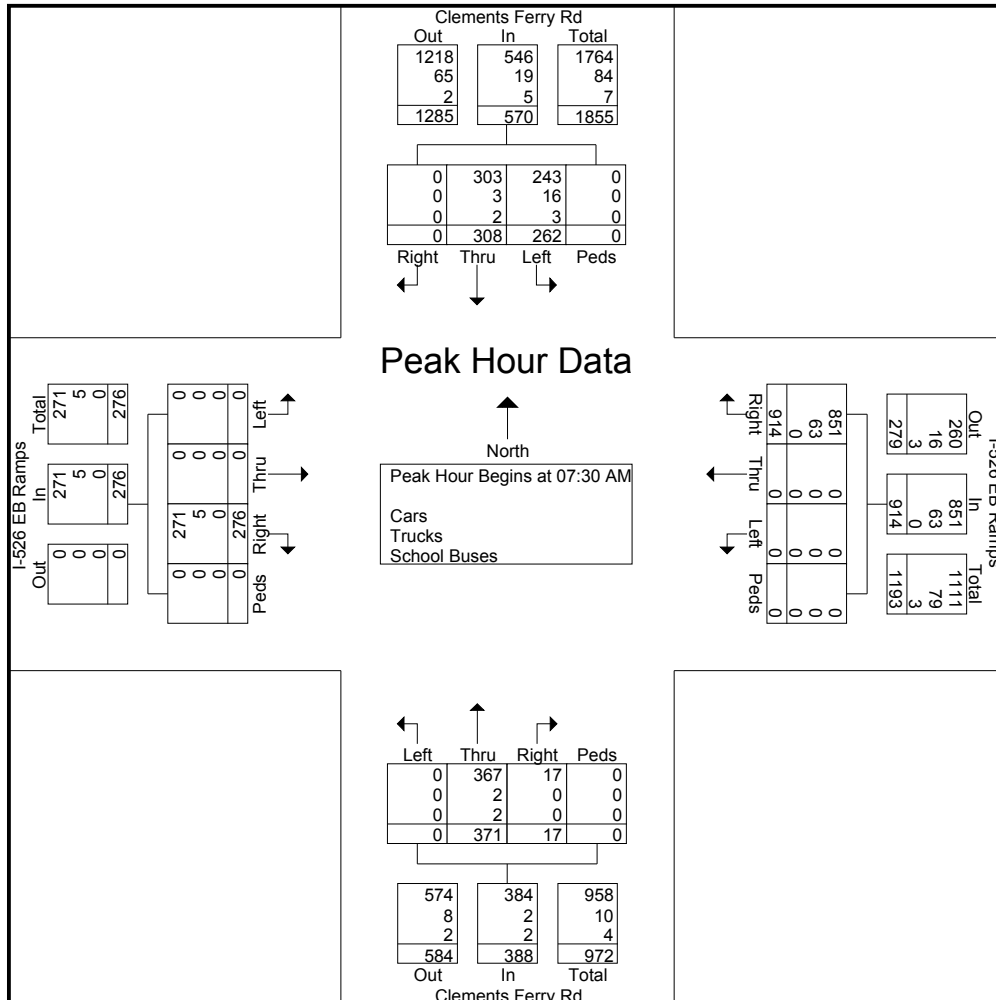 Clements Ferry Rd
Out In Total
1218 546 1764
65 19 84
2 5 7
1285 570 1855
0 303 243 0
0 3 16 0
0 2 3 0
0 308 262 0
Right Thru Left Peds
Peak Hour Data
North
Peak Hour Begins at 07:30 AM
Cars
Trucks
School Buses
I-526 EB Ramps
Out In Total
0 271 271
0 5 5
0 0 0
0 276 276
Left Thru Right Peds
0 0 271 0
0 0 5 0
0 0 0 0
0 0 276 0
Right Thru Left Peds
851 0 0 0
63 0 0 0
0 0 0 0
914 0 0 0
Out In Total
260 851 1111
16 63 79
3 0 3
279 914 1193
I-526 EB Ramps
Left Thru Right Peds
0 367 17 0
0 2 0 0
0 2 0 0
0 371 17 0
574 384 958
8 2 10
2 2 4
584 388 972
Out In Total
Clements Ferry Rd